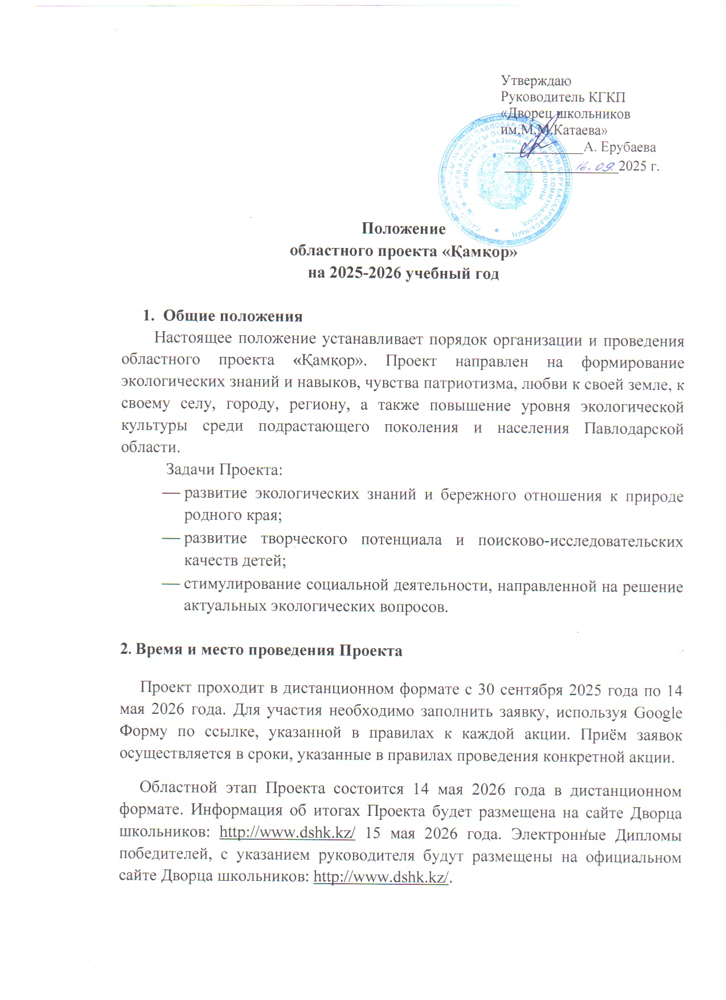 Утверждаю
Руководитель КГКП
«Дворец школьников
им.М.М.Катаева»
А. Ерубаева
16.09.2025 г.
Положение
областного проекта «Қамқор»
на 2025-2026 учебный год
1. Общие положения
Настоящее положение устанавливает порядок организации и проведения
областного проекта «Қамқор». Проект направлен на формирование
экологических знаний и навыков, чувства патриотизма, любви к своей земле, к
своему селу, городу, региону, а также повышение уровня экологической
культуры среди подрастающего поколения и населения Павлодарской
области.
Задачи Проекта:
— развитие экологических знаний и бережного отношения к природе
родного края;
— развитие творческого потенциала и поисково-исследовательских
качеств детей;
— стимулирование социальной деятельности, направленной на решение
актуальных экологических вопросов.
2. Время и место проведения Проекта
Проект проходит в дистанционном формате с 30 сентября 2025 года по 14
мая 2026 года. Для участия необходимо заполнить заявку, используя Google
Форму по ссылке, указанной в правилах к каждой акции. Приём заявок
осуществляется в сроки, указанные в правилах проведения конкретной акции.
Областной этап Проекта состоится 14 мая 2026 года в дистанционном
формате. Информация об итогах Проекта будет размещена на сайте Дворца
школьников: http://www.dshk.kz/ 15 мая 2026 года. Электронные Дипломы
победителей, с указанием руководителя будут размещены на официальном
сайте Дворца школьников: http://www.dshk.kz/.